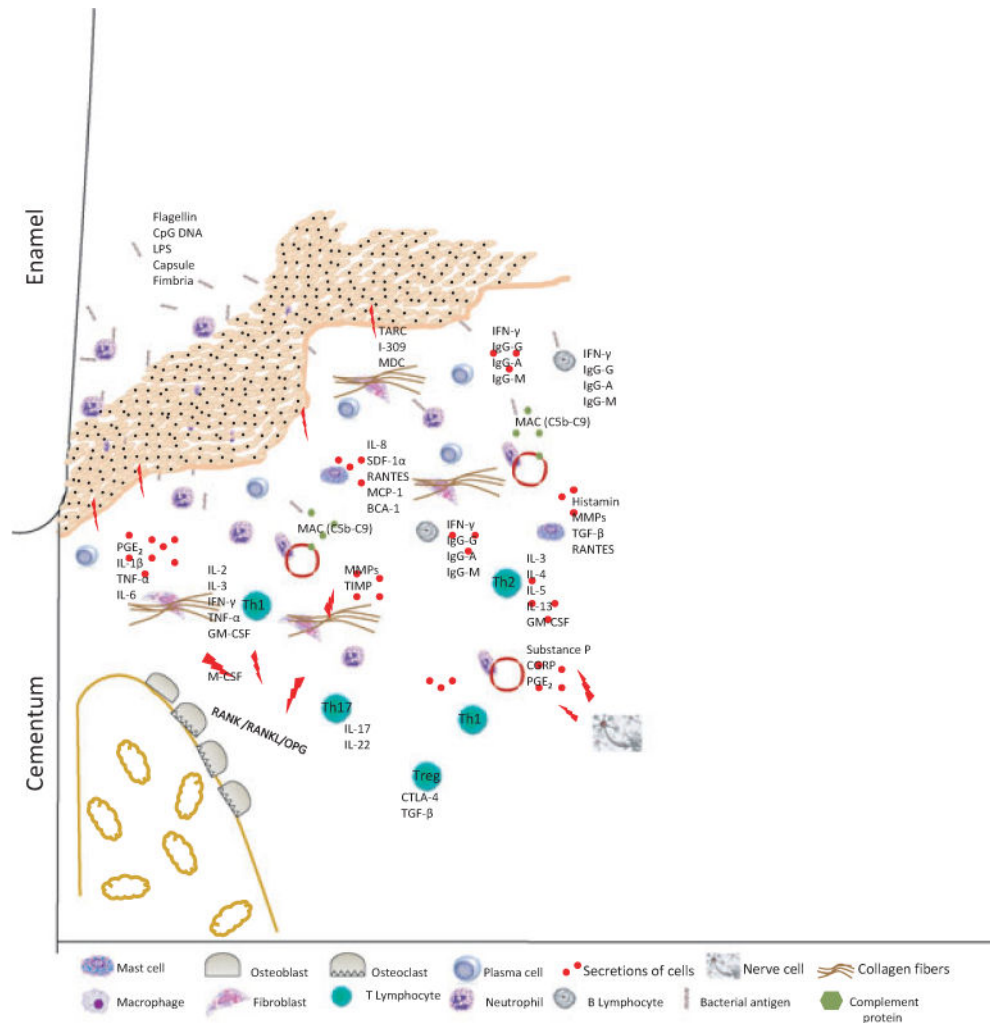 Enamel
Flagellin
CpG DNA
LPS
Capsule
Fimbria
TARC
I-309
MDC
IFN-γ
IgG-G
IgG-A
IgG-M
IFN-γ
IgG-G
IgG-A
IgG-M
MAC (C5b-C9)
IL-8
SDF-1α
RANTES
MCP-1
BCA-1
Histamin
MMPs
TGF-β
RANTES
MAC (C5b-C9)
IFN-γ
IgG-G
IgG-A
IgG-M
PGE₂
IL-1β
TNF-α
IL-6
IL-2
IL-3
IFN-γ
TNF-α
GM-CSF
Th1
MMPs
TIMP
Th2
IL-3
IL-4
IL-5
IL-13
GM-CSF
Substance P
CGRP
PGE₂
Cementum
M-CSF
RANK /RANKL/OPG
Th17
IL-17
IL-22
Th1
Treg
CTLA-4
TGF-β
Mast cell
Osteoblast
Osteoclast
Plasma cell
Secretions of cells
Nerve cell
Collagen fibers
Macrophage
Fibroblast
T Lymphocyte
Neutrophil
B Lymphocyte
Bacterial antigen
Complement
protein